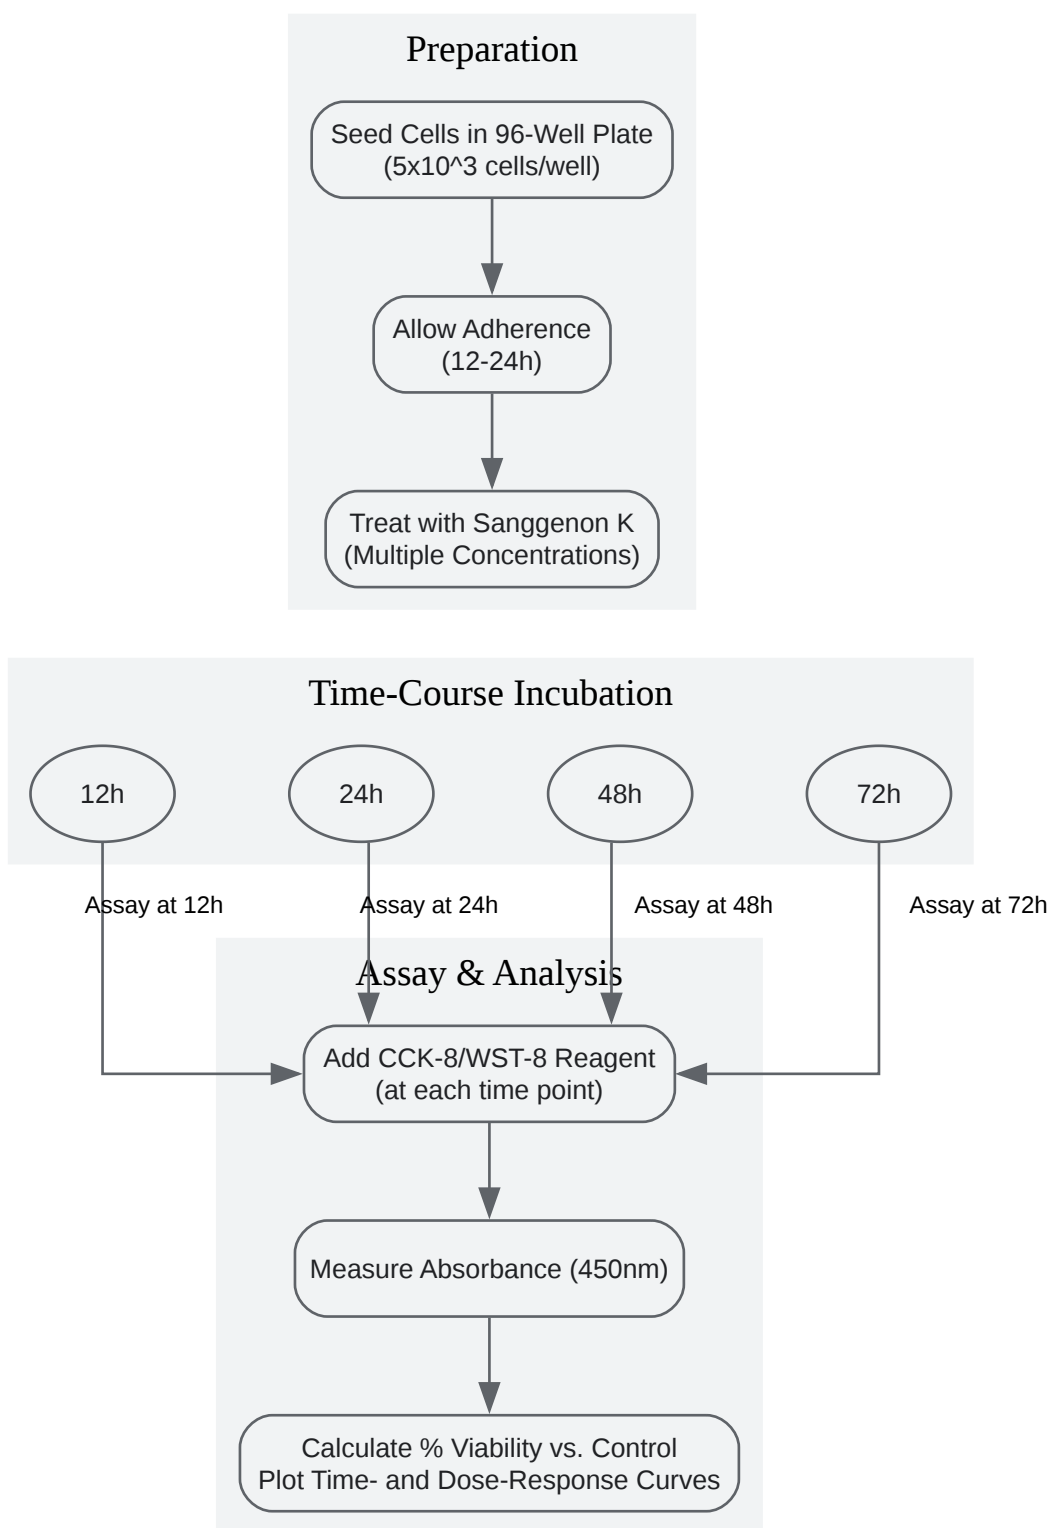 Preparation
Seed Cells in 96-Well Plate
(5x10^3 cells/well)
Allow Adherence
(12-24h)
Treat with Sanggenon K
(Multiple Concentrations)
Time-Course Incubation
12h
24h
48h
72h
Assay at 12h
Assay at 24h
Assay at 48h
Assay at 72h
Assay & Analysis
Add CCK-8/WST-8 Reagent
(at each time point)
Measure Absorbance (450nm)
Calculate % Viability vs. Control
Plot Time- and Dose-Response Curves